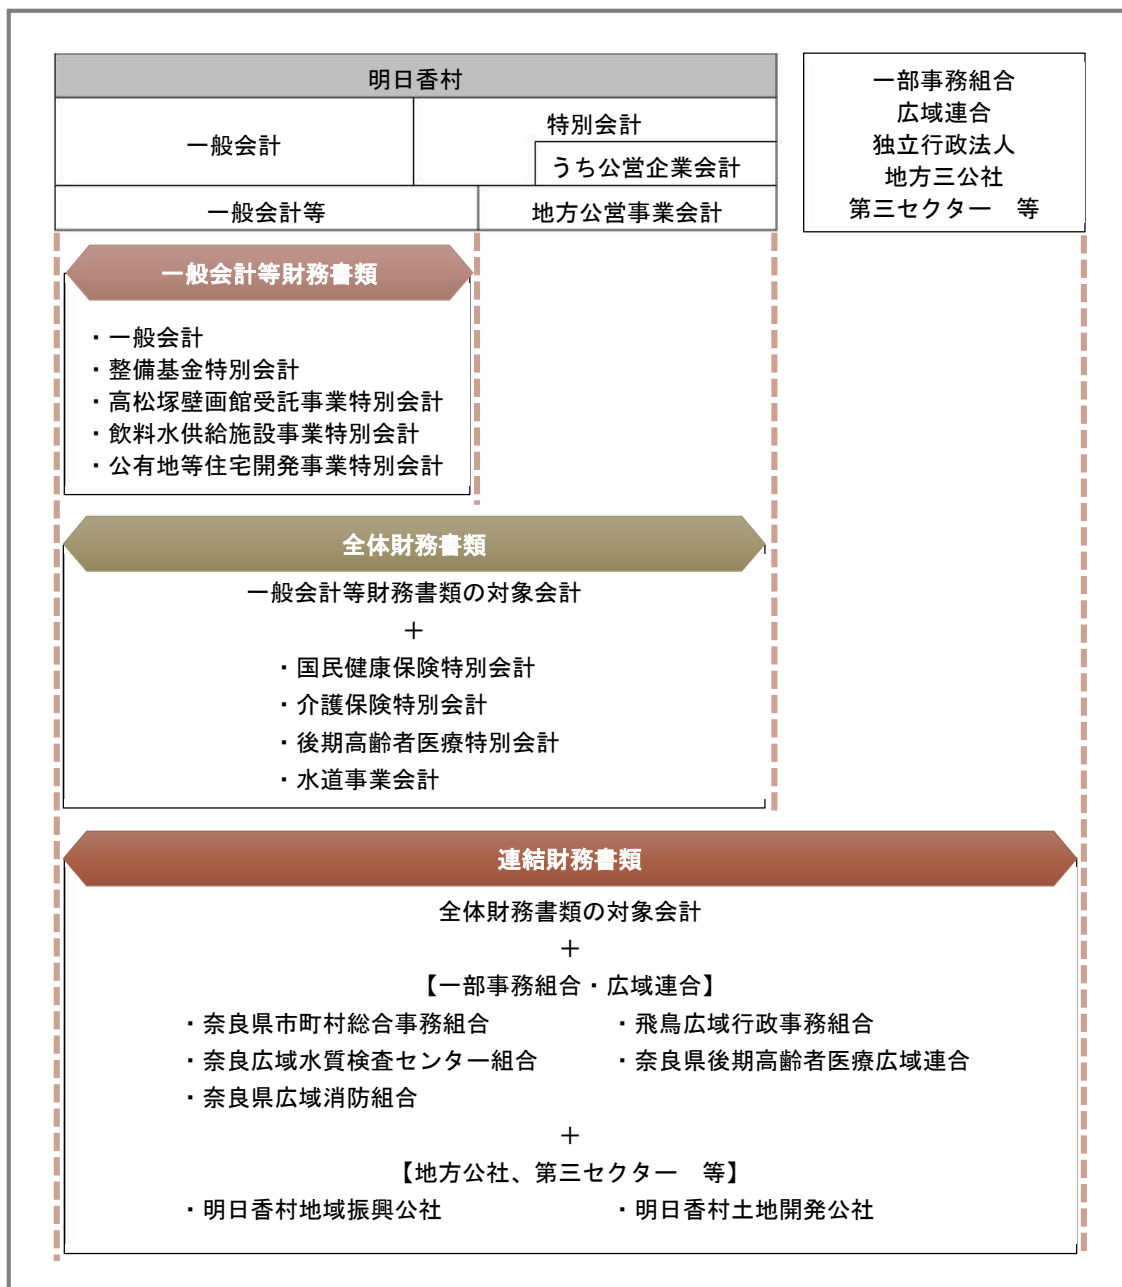 明日香村
一般会計
特別会計
うち公営企業会計
一般会計等
地方公営事業会計
一部事務組合
広域連合
独立行政法人
地方三公社
第三セクター　等
一般会計等財務書類
・一般会計
・整備基金特別会計
・高松塚壁画館受託事業特別会計
・飲料水供給施設事業特別会計
・公有地等住宅開発事業特別会計
全体財務書類
一般会計等財務書類の対象会計
＋
・国民健康保険特別会計
・介護保険特別会計
・後期高齢者医療特別会計
・水道事業会計
連結財務書類
全体財務書類の対象会計
＋
【一部事務組合・広域連合】
・奈良県市町村総合事務組合　・飛鳥広域行政事務組合
・奈良広域水質検査センター組合　・奈良県後期高齢者医療広域連合
・奈良県広域消防組合
＋
【地方公社、第三セクター　等】
・明日香村地域振興公社　・明日香村土地開発公社